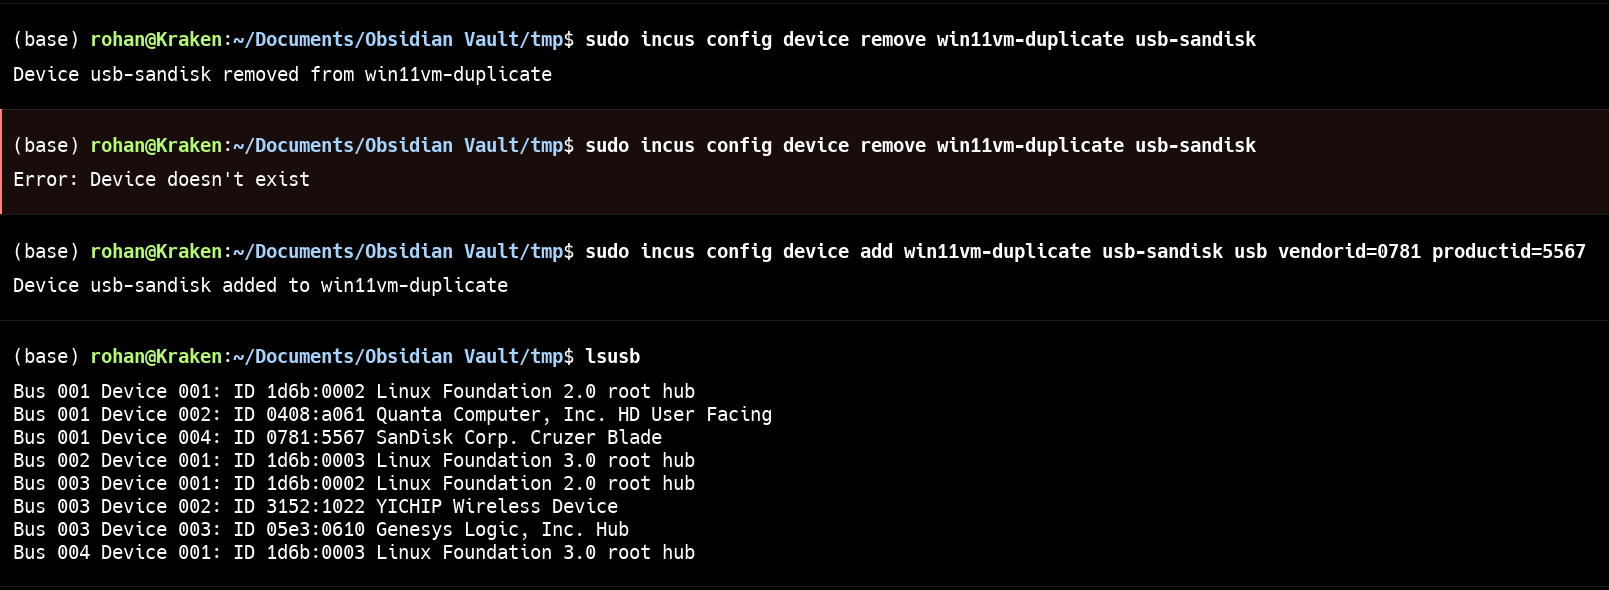 (base) rohan@Kraken:~/Documents/Obsidian Vault/tmp$ sudo incus config device remove win11vm-duplicate usb-sandisk
Device usb-sandisk removed from win11vm-duplicate
(base) rohan@Kraken:~/Documents/Obsidian Vault/tmp$ sudo incus config device remove win11vm-duplicate usb-sandisk
Error: Device doesn't exist
(base) rohan@Kraken:~/Documents/Obsidian Vault/tmp$ sudo incus config device add win11vm-duplicate usb-sandisk usb vendorid=0781 productid=5567
Device usb-sandisk added to win11vm-duplicate
(base) rohan@Kraken:~/Documents/Obsidian Vault/tmp$ lsusb
Bus 001 Device 001: ID 1d6b:0002 Linux Foundation 2.0 root hub
Bus 001 Device 002: ID 0408:a061 Quanta Computer, Inc. HD User Facing
Bus 001 Device 004: ID 0781:5567 SanDisk Corp. Cruzer Blade
Bus 002 Device 001: ID 1d6b:0003 Linux Foundation 3.0 root hub
Bus 003 Device 001: ID 1d6b:0002 Linux Foundation 2.0 root hub
Bus 003 Device 002: ID 3152:1022 YICHIP Wireless Device
Bus 003 Device 003: ID 05e3:0610 Genesys Logic, Inc. Hub
Bus 004 Device 001: ID 1d6b:0003 Linux Foundation 3.0 root hub